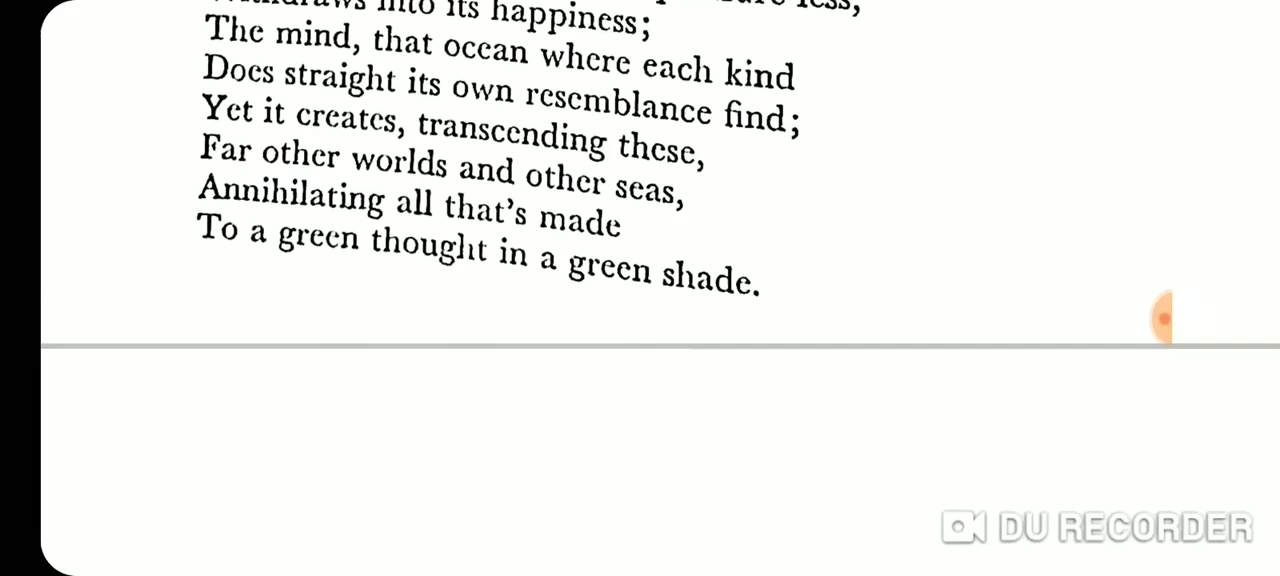 less,
Withdraws into its happiness;
The mind, that ocean where each kind
Does straight its own resemblance find;
Yet it creates, transcending these,
Far other worlds and other seas,
Annihilating all that's made
To a green thought in a green shade.
DU RECORDER